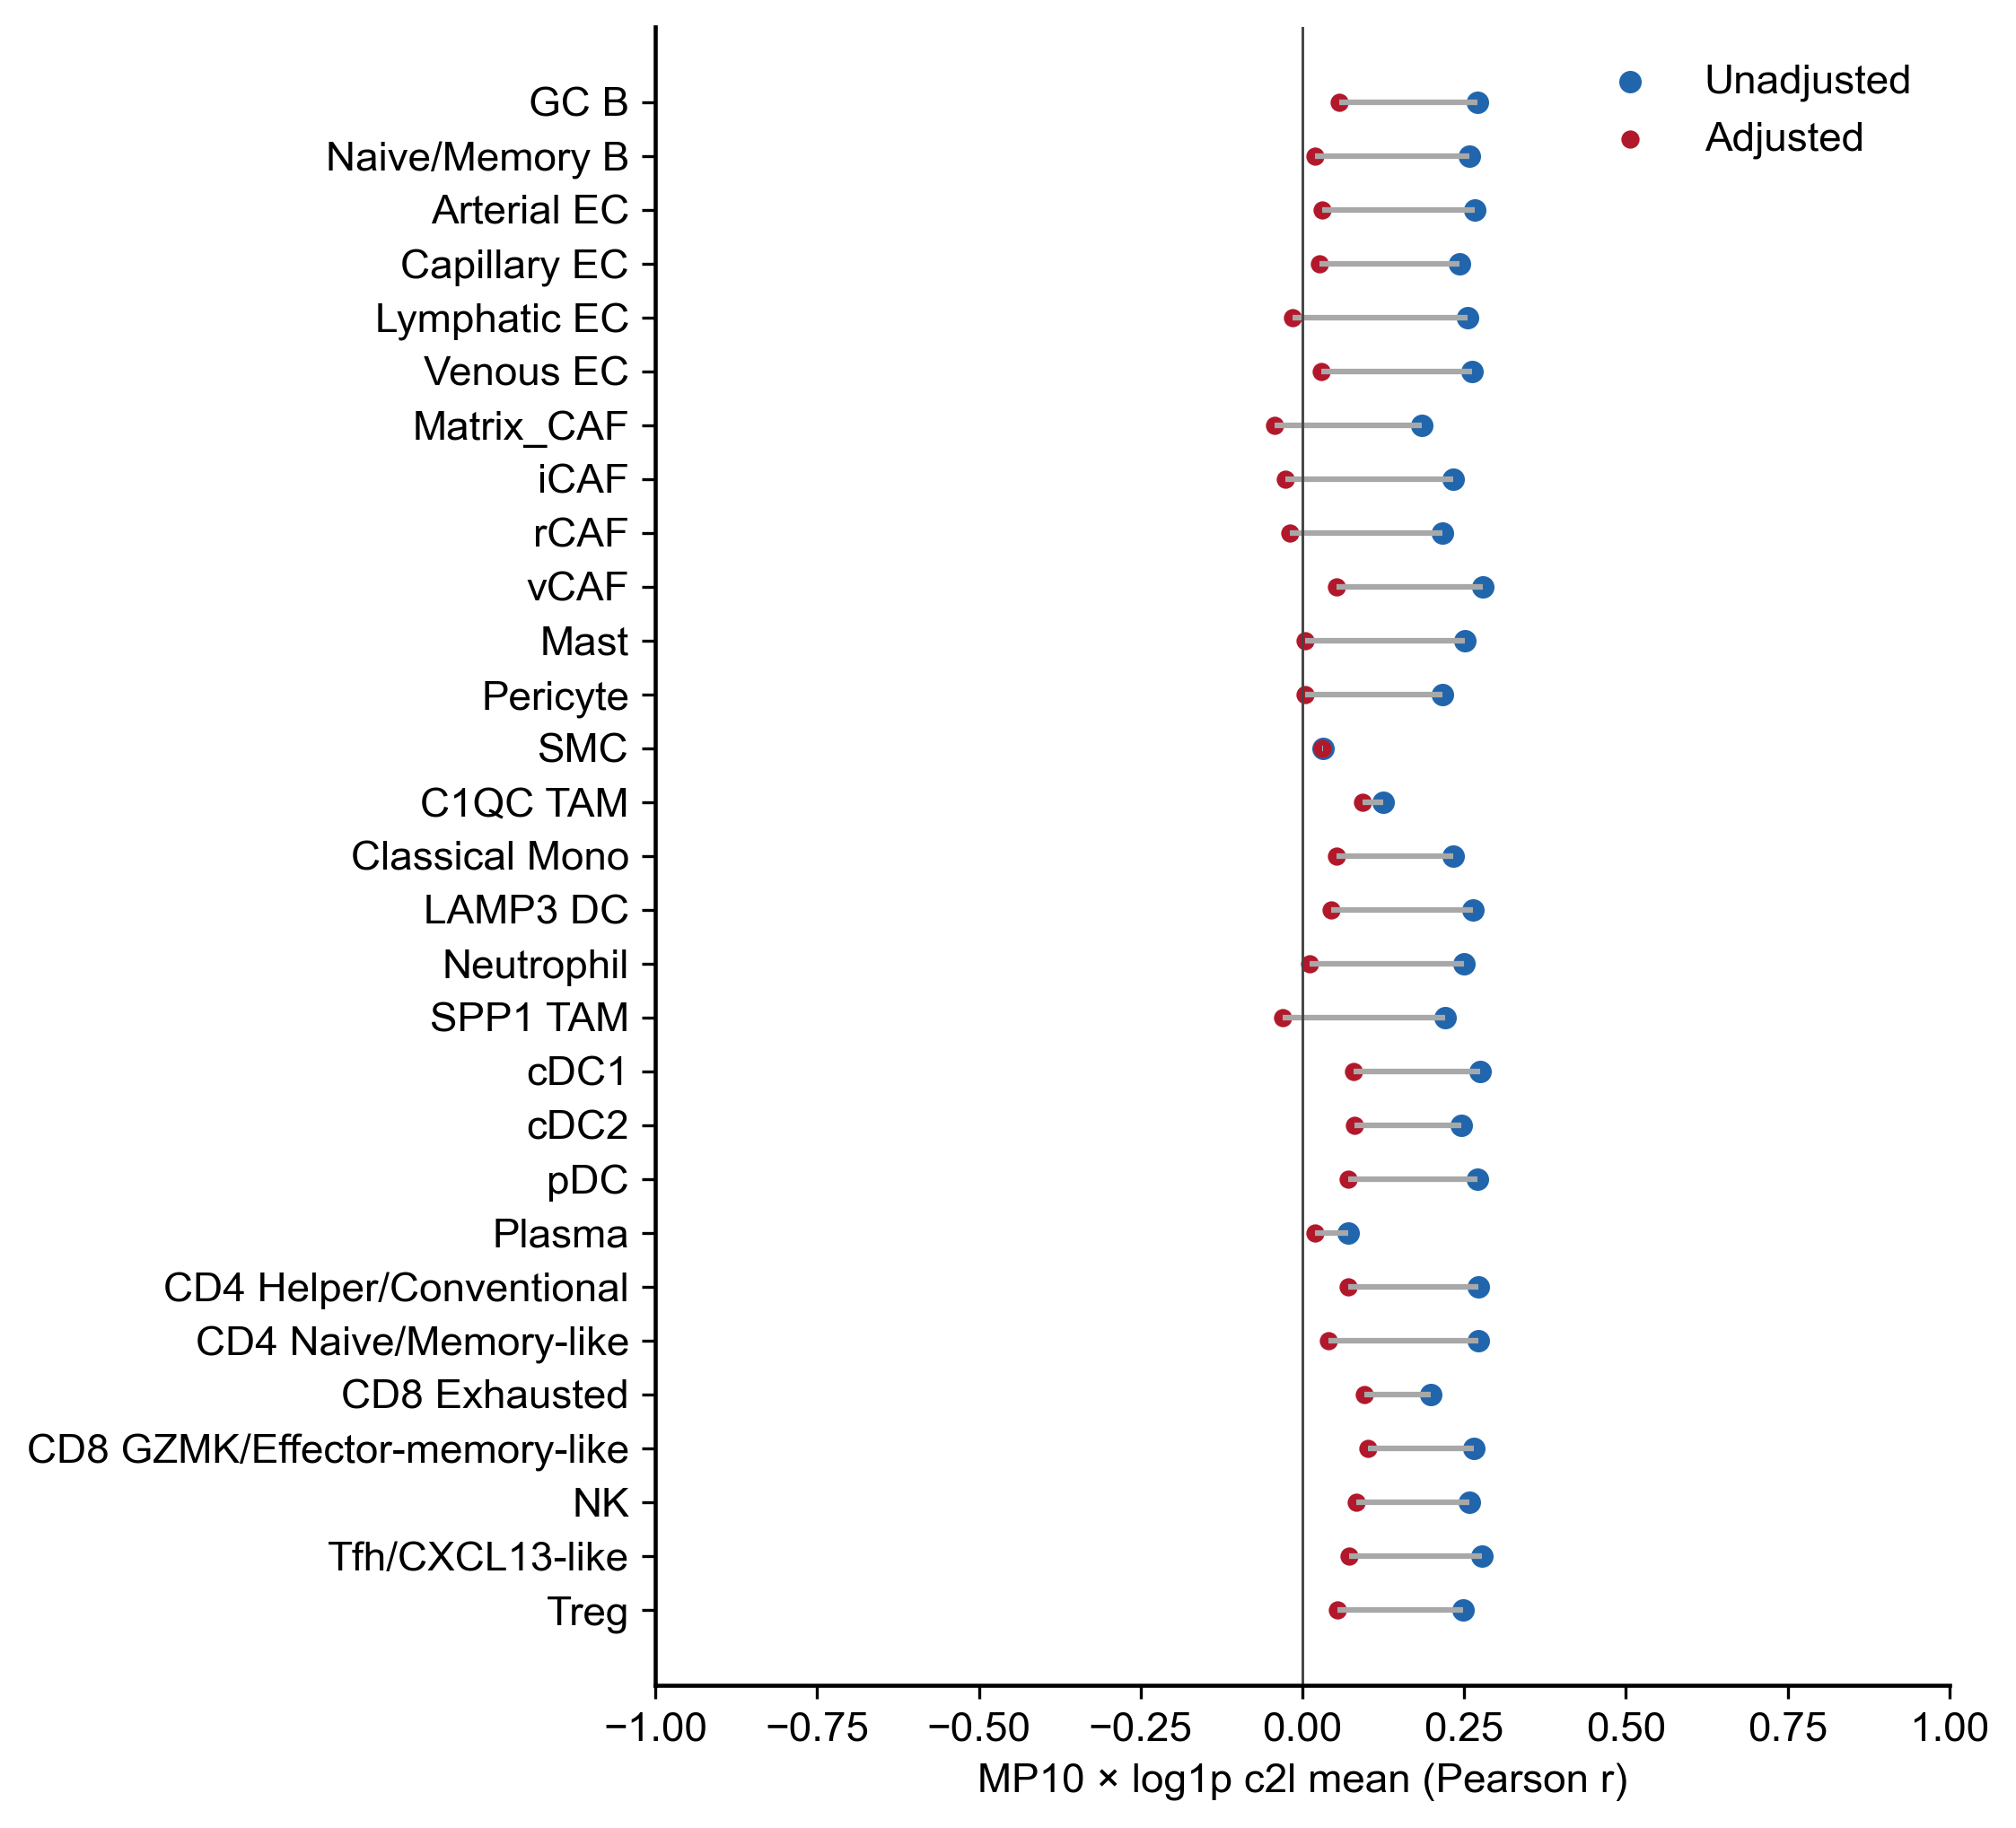 Unadjusted
Adjusted
GC B
Naive/Memory B
Arterial EC
Capillary EC
Lymphatic EC
Venous EC
Matrix_CAF
iCAF
rCAF
vCAF
Mast
Pericyte
SMC
C1QC TAM
Classical Mono
LAMP3 DC
Neutrophil
SPP1 TAM
cDC1
cDC2
pDC
Plasma
CD4 Helper/Conventional
CD4 Naive/Memory-like
CD8 Exhausted
CD8 GZMK/Effector-memory-like
NK
Tfh/CXCL13-like
Treg
−1.00 −0.75 −0.50 −0.25 0.00 0.25 0.50 0.75 1.00
MP10 × log1p c2l mean (Pearson r)